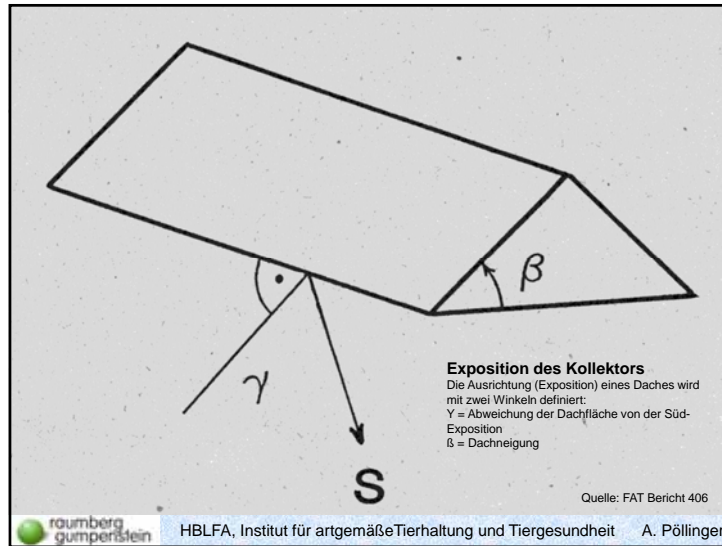 β
γ
S
Exposition des Kollektors
Die Ausrichtung (Exposition) eines Daches wird
mit zwei Winkeln definiert:
Y = Abweichung der Dachfläche von der Süd-
Exposition
ß = Dachneigung
Quelle: FAT Bericht 406
raumberg
gumpenstein
HBLFA, Institut für artgemäßeTierhaltung und Tiergesundheit A. Pöllinger